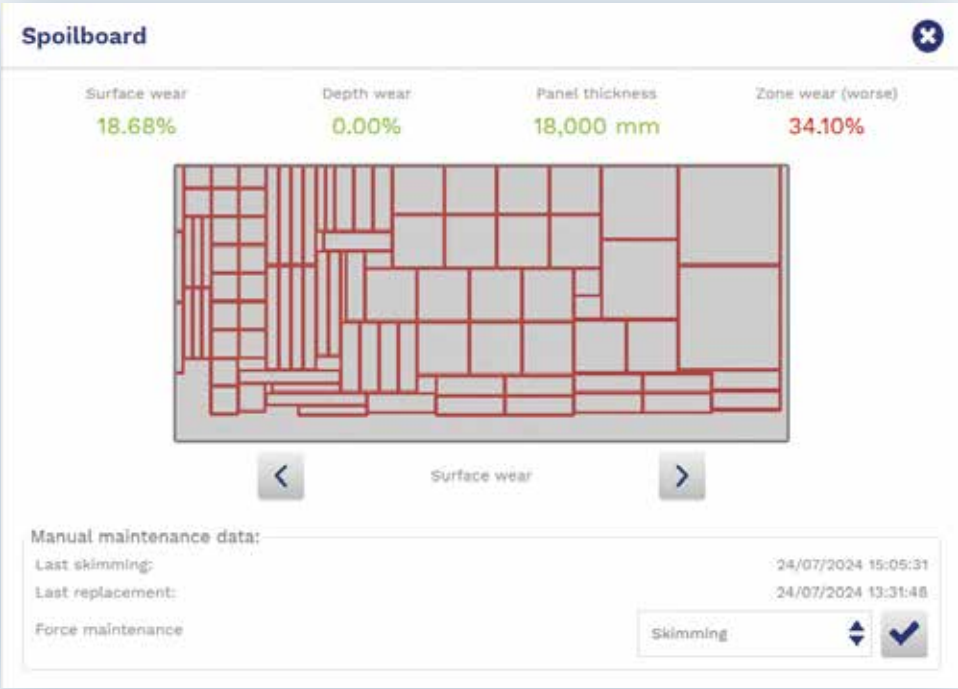 Spoilboard
Surface wear
Depth wear
Panel thickness
Zone wear (worse)
18.68%
0.00%
18,000 mm
34.10%
Surface wear
Manual maintenance data:
Last skimming:
24/07/2024 15:05:31
Last replacement:
24/07/2024 13:31:48
Force maintenance
Skimming